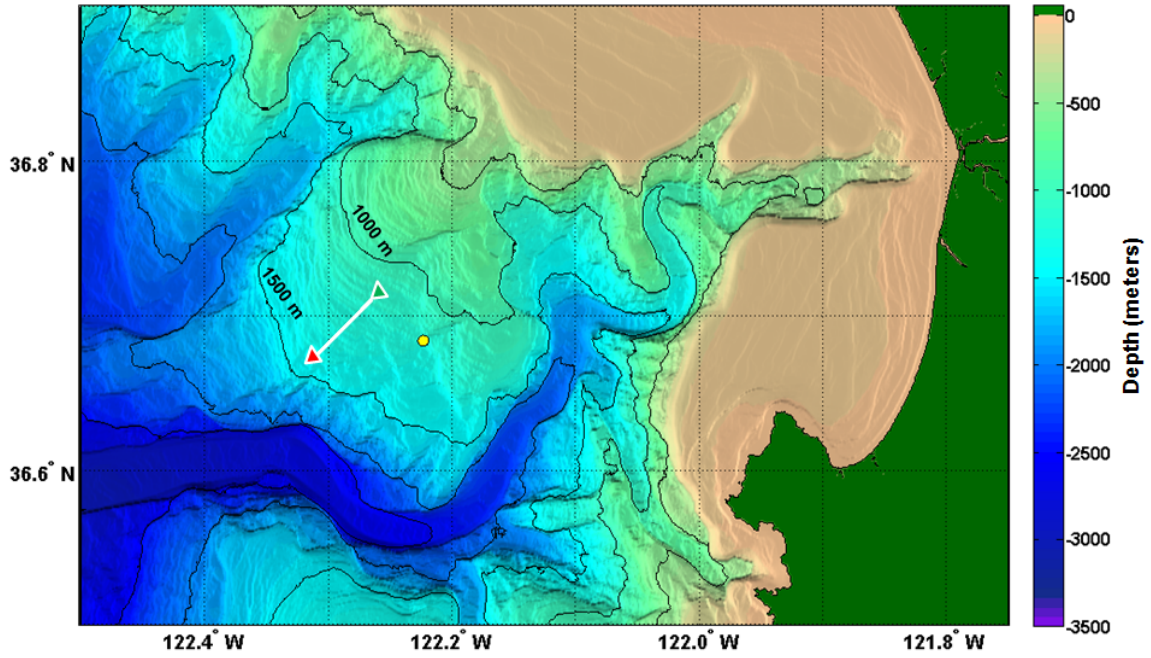 0
-500
-1000
-1500
-2000
-2500
-3000
-3500
Depth (meters)
36.8° N
36.6° N
1000 m
1500 m
122.4° W
122.2° W
122.0° W
121.8° W